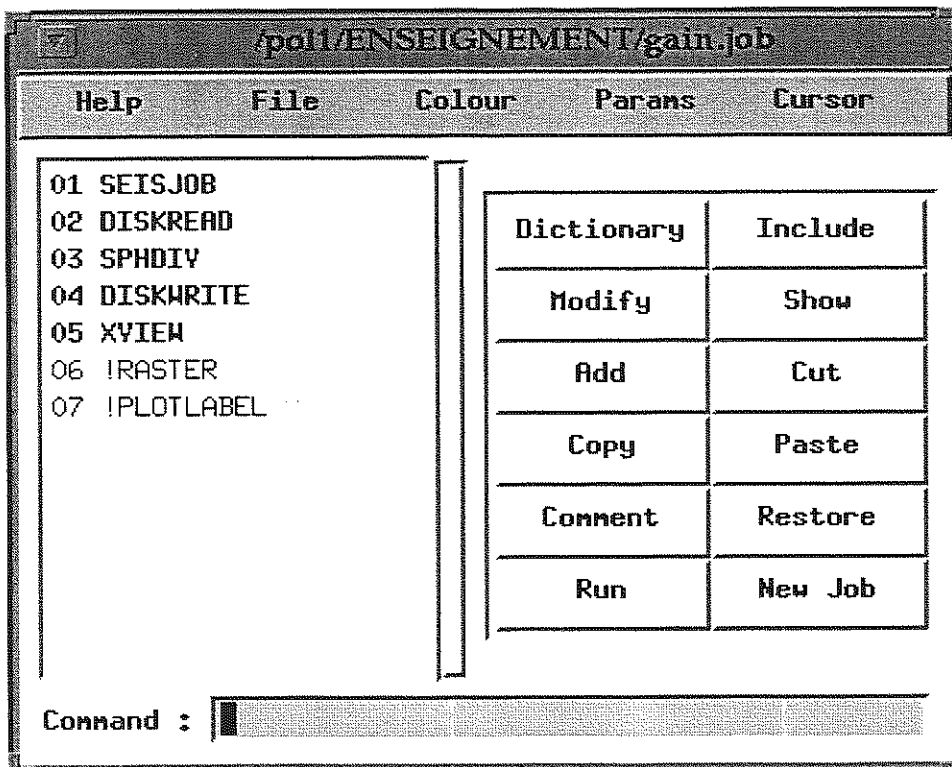 /pol1/ENSEIGNEMENT/gain.job
Help File Colour Params Cursor
01 SEISJOB
02 DISKREAD
03 SPHDIV
04 DISKWRITE
05 XVIEW
06 !RASTER
07 !PLOTLABEL
Dictionary Include
Modify Show
Add Cut
Copy Paste
Comment Restore
Run New Job
Command :